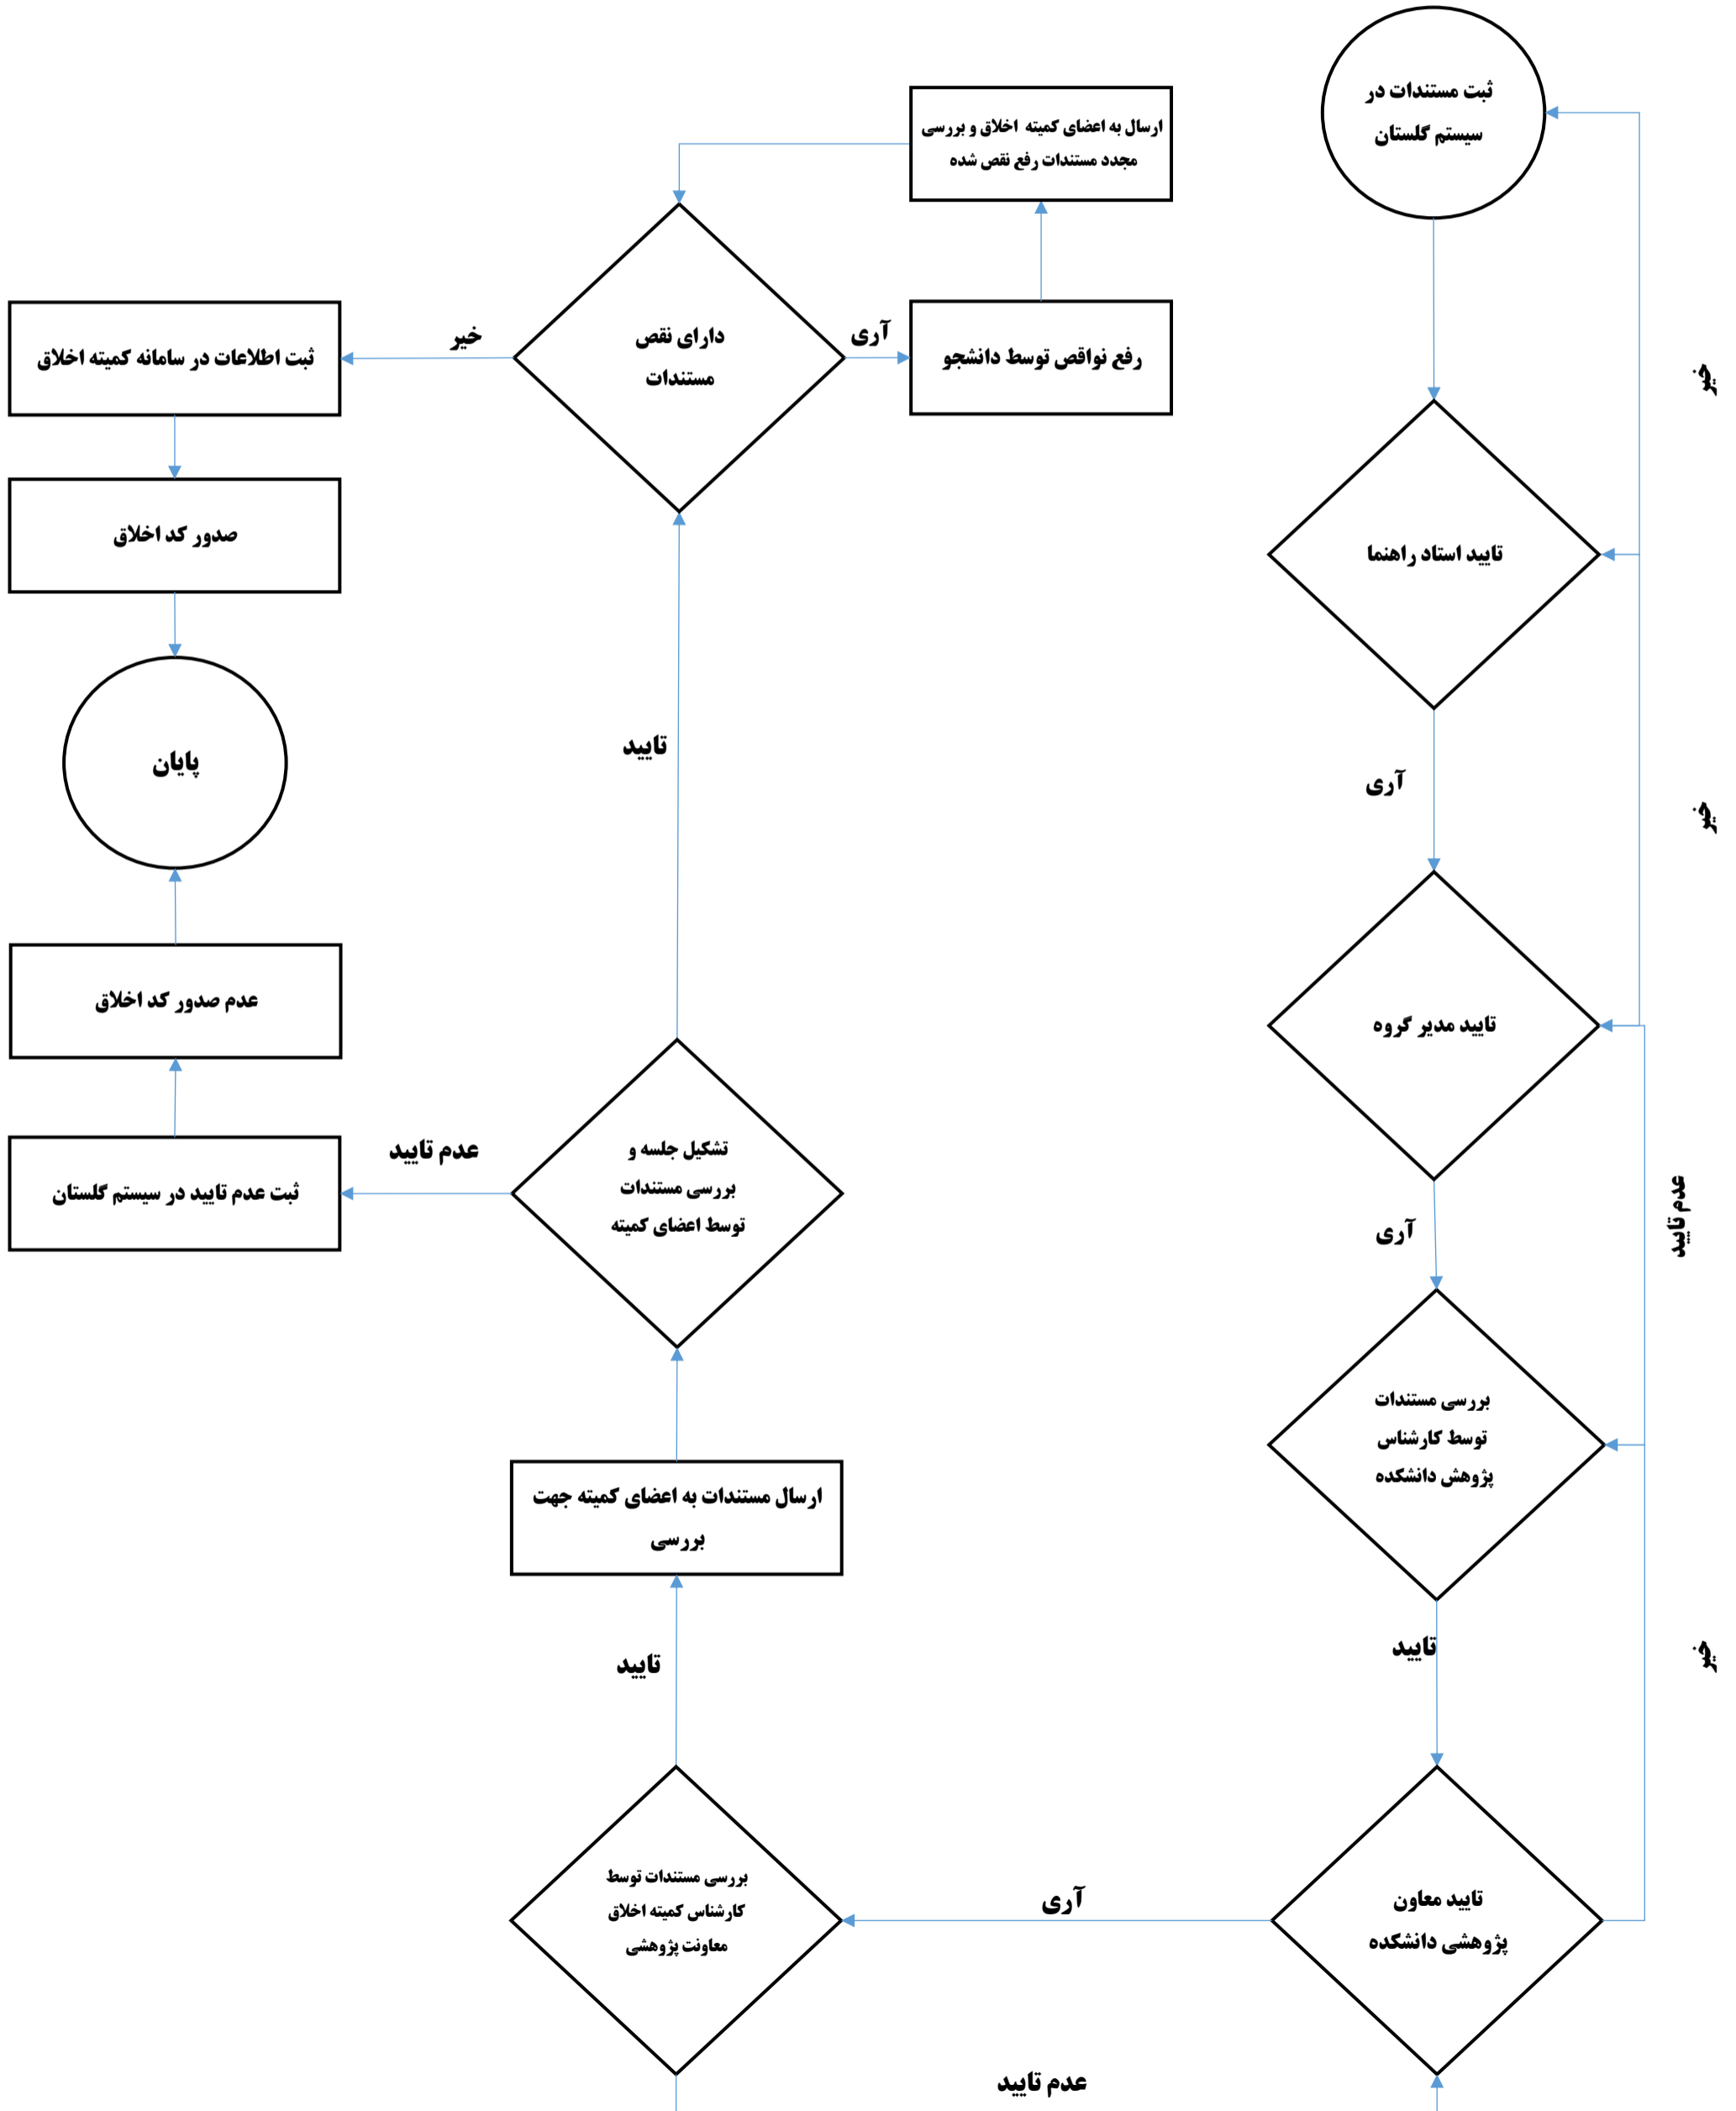 ثبت مستندات در
سیستم گلستان
خیر
تایید استاد راهنما
آری
خیر
تایید مدیر گروه
آری
عدم تایید
بررسی مستندات
توسط کارشناس
پژوهش دانشکده
تایید
خیر
تایید معاون
پژوهشی دانشکده
آری
عدم تایید
بررسی مستندات توسط
کارشناس کمیته اخلاق
معاونت پژوهشی
تایید
ارسال مستندات به اعضای کمیته جهت
بررسی
تشکیل جلسه و
بررسی مستندات
توسط اعضای کمیته
تایید
عدم تایید
دارای نقص
مستندات
آری
رفع نواقص توسط دانشجو
ارسال به اعضای کمیته اخلاق و بررسی
مجدد مستندات رفع نقص شده
خیر
ثبت اطلاعات در سامانه کمیته اخلاق
صدور کد اخلاق
پایان
عدم صدور کد اخلاق
ثبت عدم تایید در سیستم گلستان